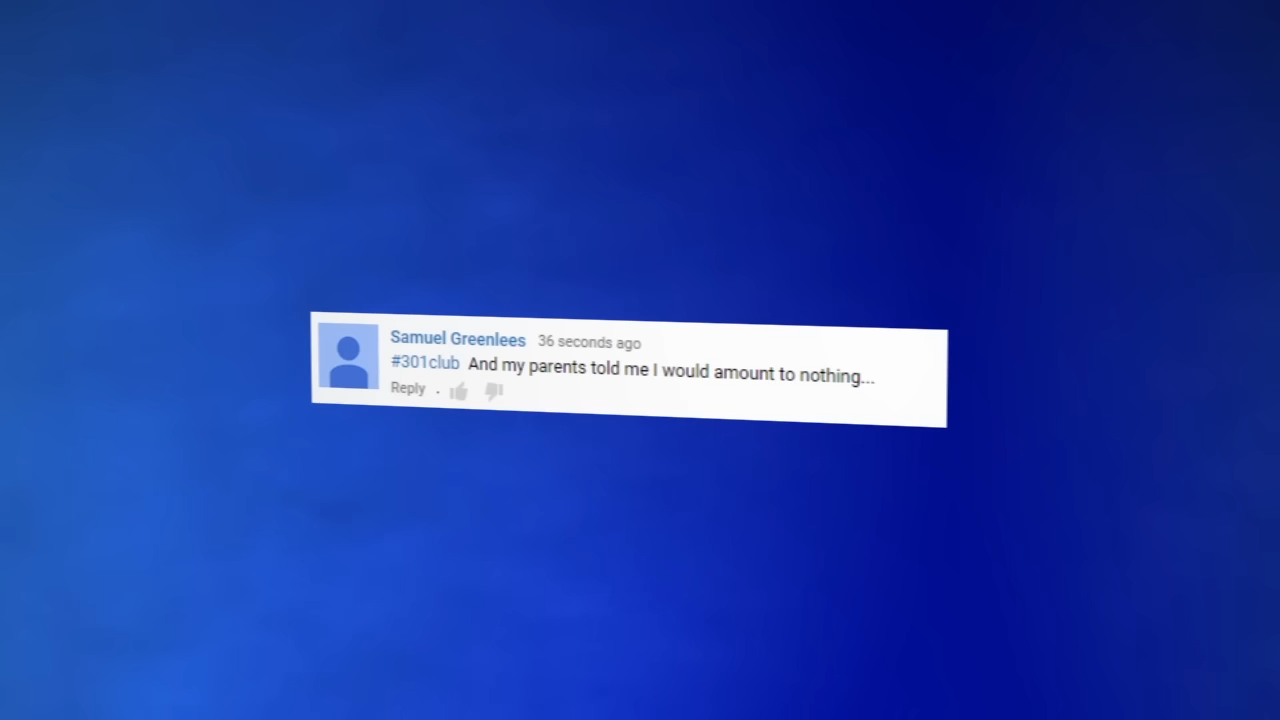 Samuel Greenlees 36 seconds ago
#301club And my parents told me I would amount to nothing...
Reply .